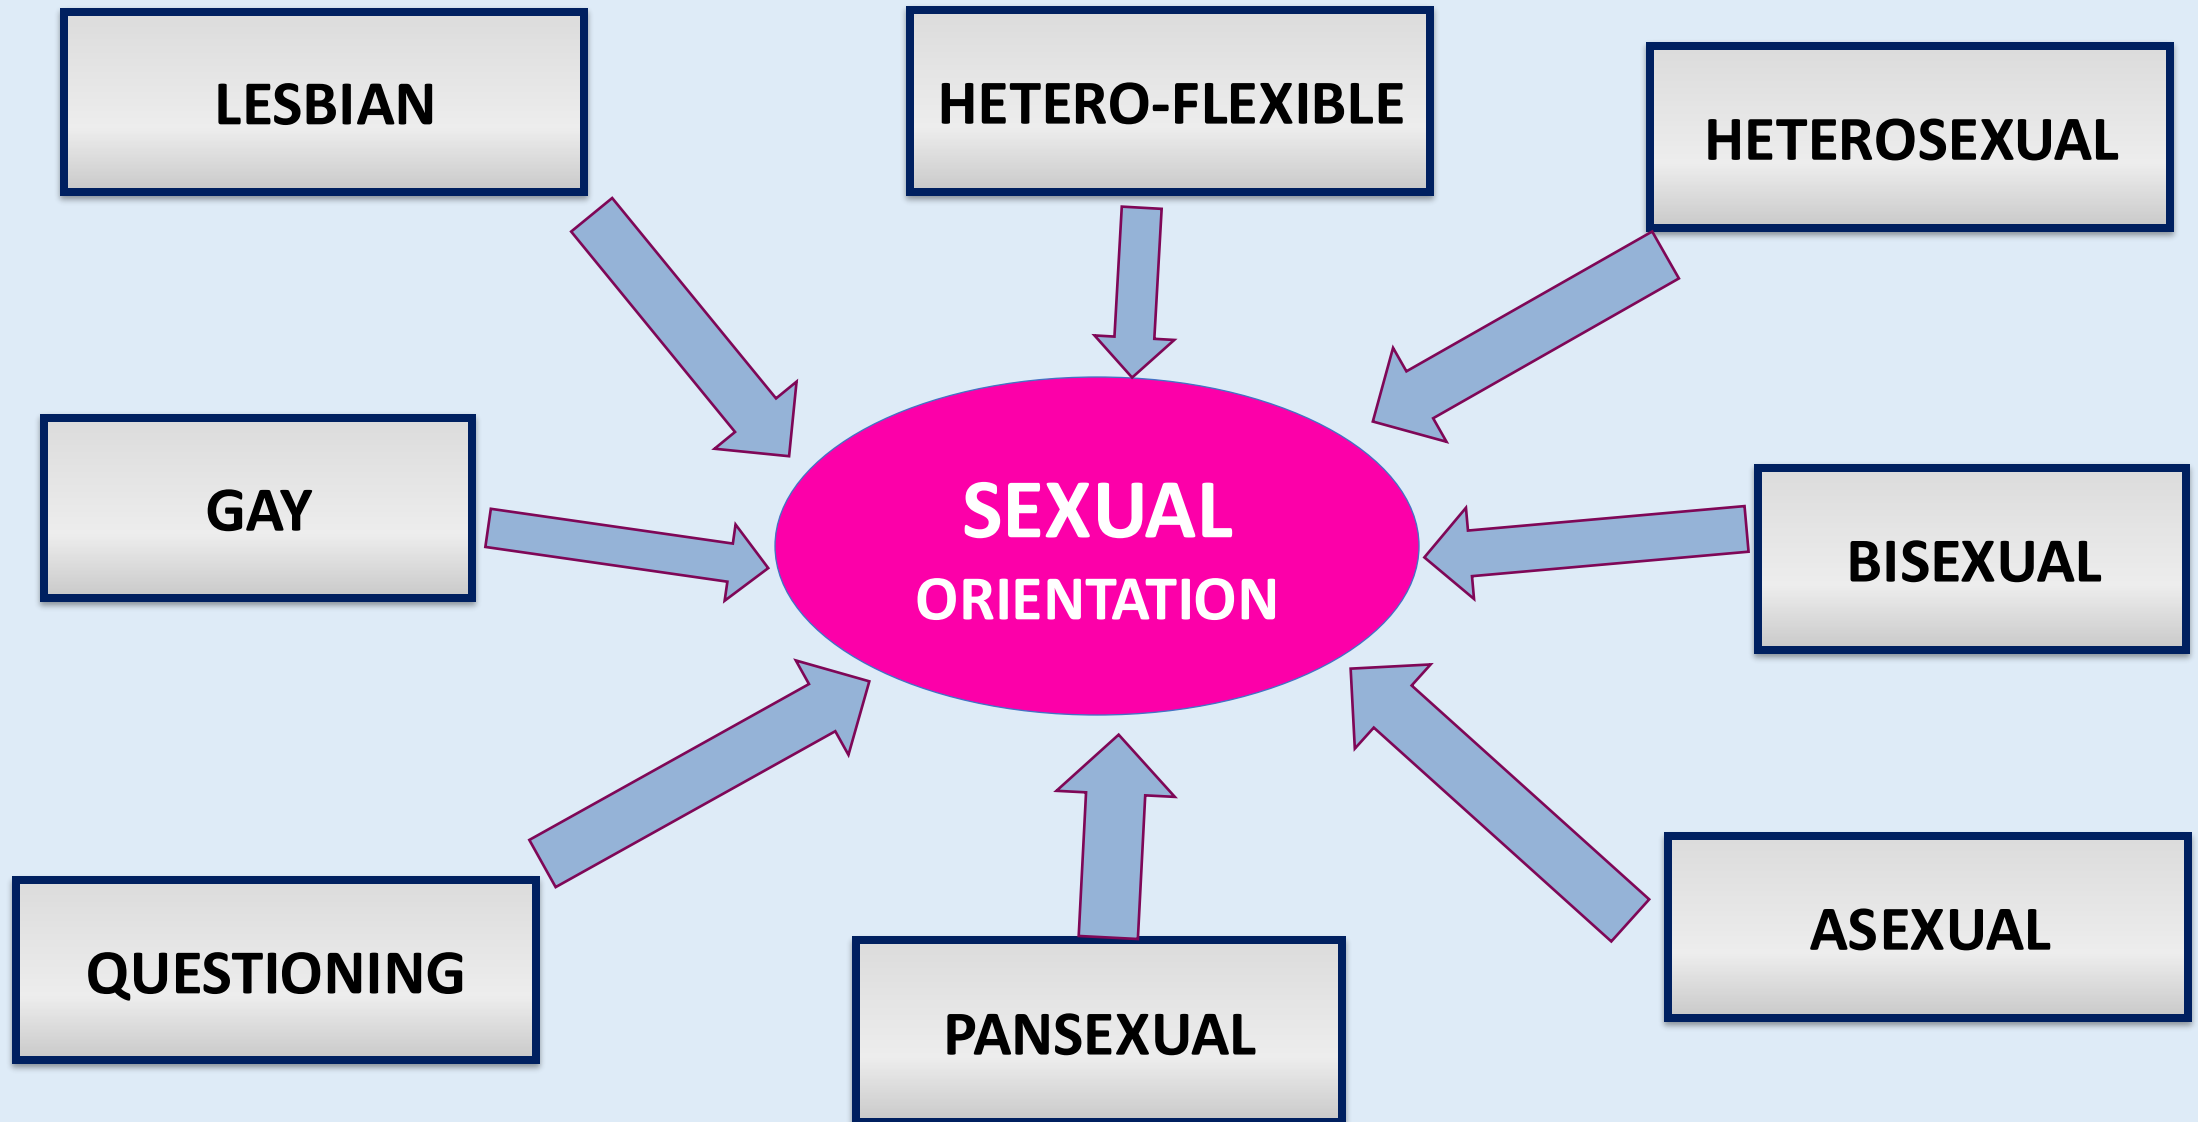 LESBIAN
HETERO-FLEXIBLE
HETEROSEXUAL
GAY
SEXUAL
ORIENTATION
BISEXUAL
QUESTIONING
PANSEXUAL
ASEXUAL